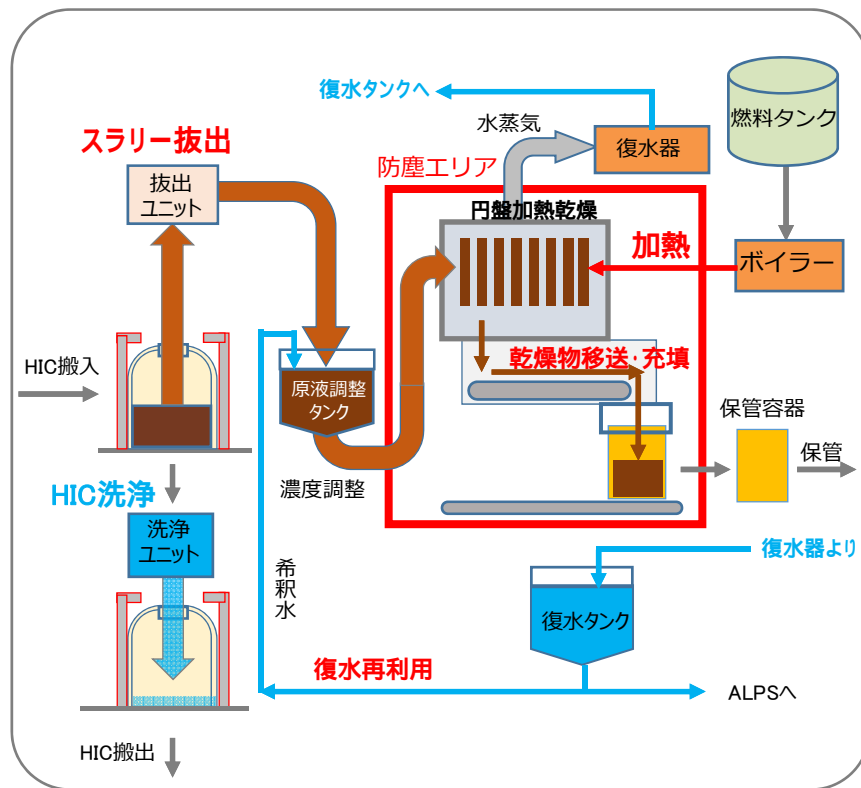 復水タンクへ
水蒸気
復水器
燃料タンク
スラリー抜出
防塵エリア
抜出
ユニット
円盤加熱乾燥
加熱
ボイラー
HIC搬入
原液調整
タンク
乾燥物移送・充填
保管容器
保管
濃度調整
HIC洗浄
洗浄
ユニット
希釈水
復水器より
復水タンク
復水再利用
ALPSへ
HIC搬出